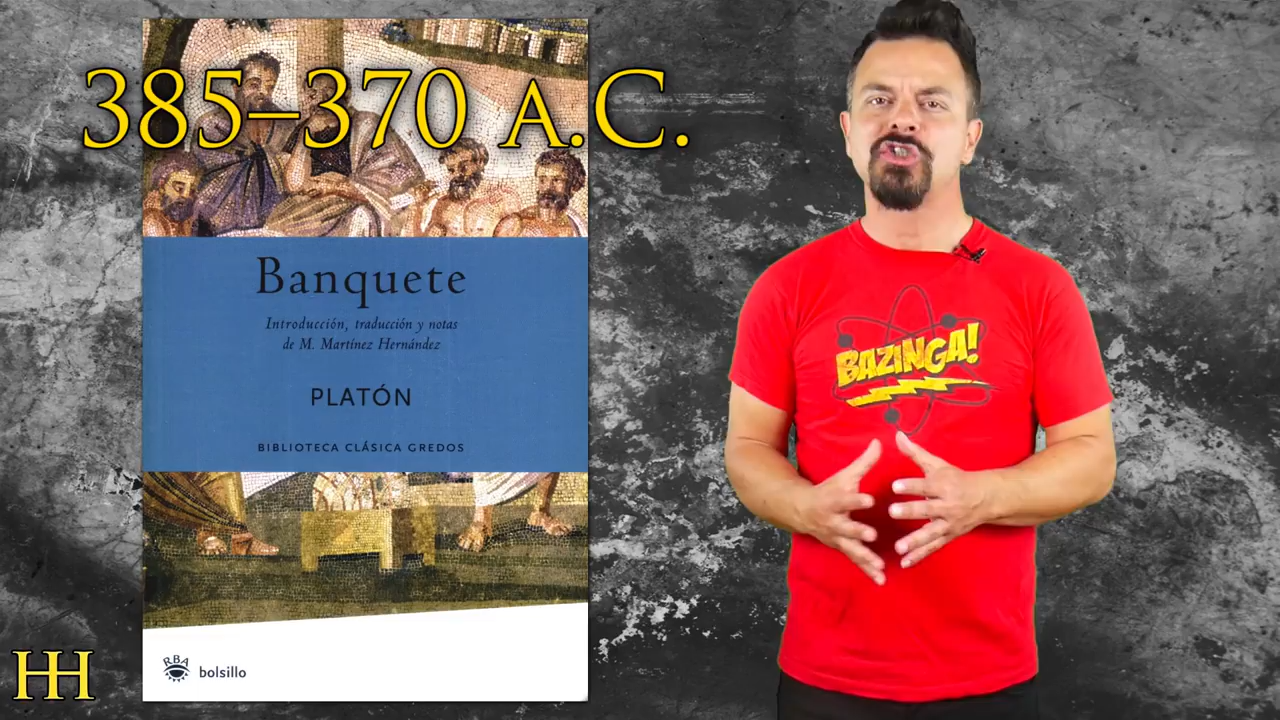 385–370 A.C.
Banquete
Introducción, traducción y notas
de M. Martínez Hernández
PLATÓN
BIBLIOTECA CLÁSICA GREDOS
RBA
bolsillo
BAZINGA!
HH